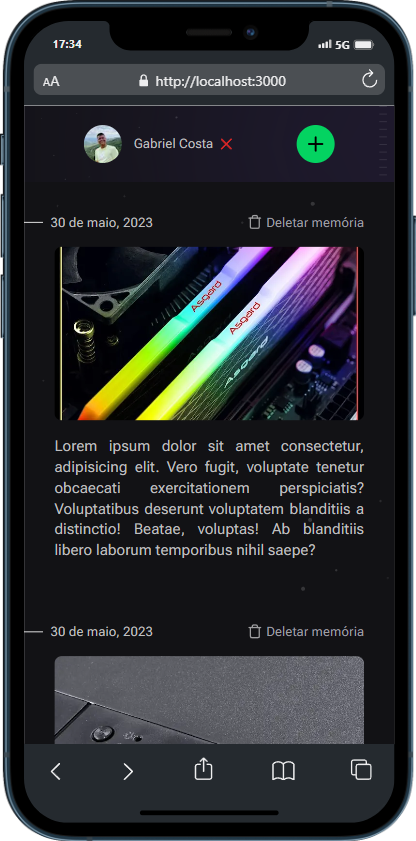 17:34
5G
AA
http://localhost:3000
Gabriel Costa
30 de maio, 2023
Deletar memória
Asgard
Asgard
Asgard
Lorem ipsum dolor sit amet consectetur,
adipisicing elit. Vero fugit, voluptate tenetur
obcaecati exercitationem perspiciatis?
Voluptatibus deserunt voluptatem blanditiis a
distinctio! Beatae, voluptas! Ab blanditiis
libero laborum temporibus nihil saepe?
30 de maio, 2023
Deletar memória